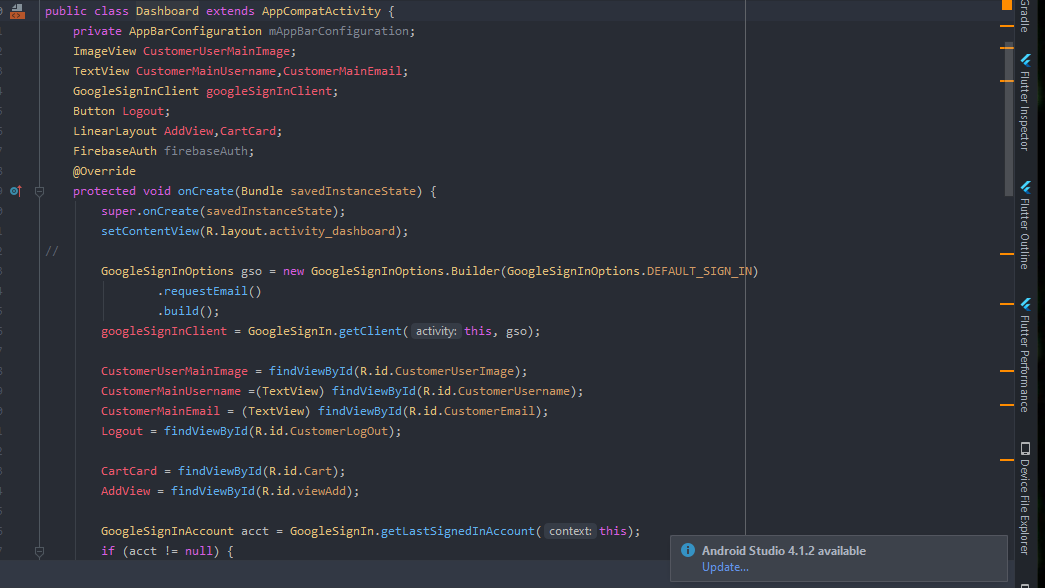 public class Dashboard extends AppCompatActivity {
private AppBarConfiguration mAppBarConfiguration;
ImageView CustomerUserMainImage;
TextView CustomerMainUsername,CustomerMainEmail;
GoogleSignInClient googleSignInClient;
Button Logout;
LinearLayout AddView,CartCard;
FirebaseAuth firebaseAuth;
@Override
protected void onCreate(Bundle savedInstanceState) {
super.onCreate(savedInstanceState);
setContentView(R.layout.activity_dashboard);
//
GoogleSignInOptions gso = new GoogleSignInOptions.Builder(GoogleSignInOptions.DEFAULT_SIGN_IN)
.requestEmail()
.build();
googleSignInClient = GoogleSignIn.getClient( activity: this, gso);
CustomerUserMainImage = findViewById(R.id.CustomerUserImage);
CustomerMainUsername =(TextView) findViewById(R.id.CustomerUsername);
CustomerMainEmail = (TextView) findViewById(R.id.CustomerEmail);
Logout = findViewById(R.id.CustomerLogOut);
CartCard = findViewById(R.id.Cart);
AddView = findViewById(R.id.viewAdd);
GoogleSignInAccount acct = GoogleSignIn.getLastSignedInAccount( context: this);
if (acct != null) {
Android Studio 4.1.2 available
Update...
Gradle
Flutter Inspector
Flutter Outline
Flutter Performance
Device File Explorer